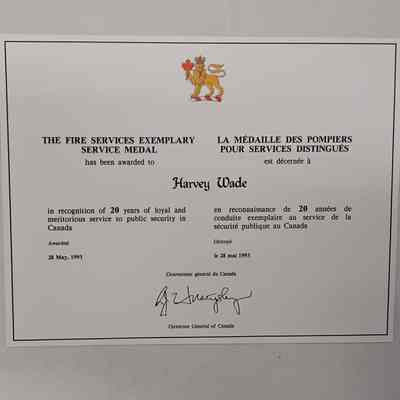 THE FIRE SERVICES EXEMPLARY
SERVICE MEDAL
has been awarded to
LA MÉDAILLE DES POMPIERS
POUR SERVICES DISTINGUÉS
est décernée à
Harvey Wade
in recognition of 20 years of loyal and
meritorious service to public security in
Canada
Awarded
28 May, 1993
en reconnaissance de 20 années de
conduite exemplaire au service de la
sécurité publique au Canada
Octroyé
le 28 mai 1993
Gouverneur général du Canada
Governor General of Canada